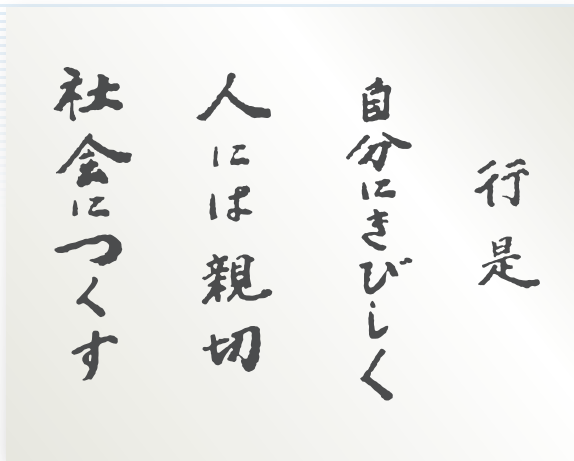 行是
自分にきびしく
人には親切
社会につくす